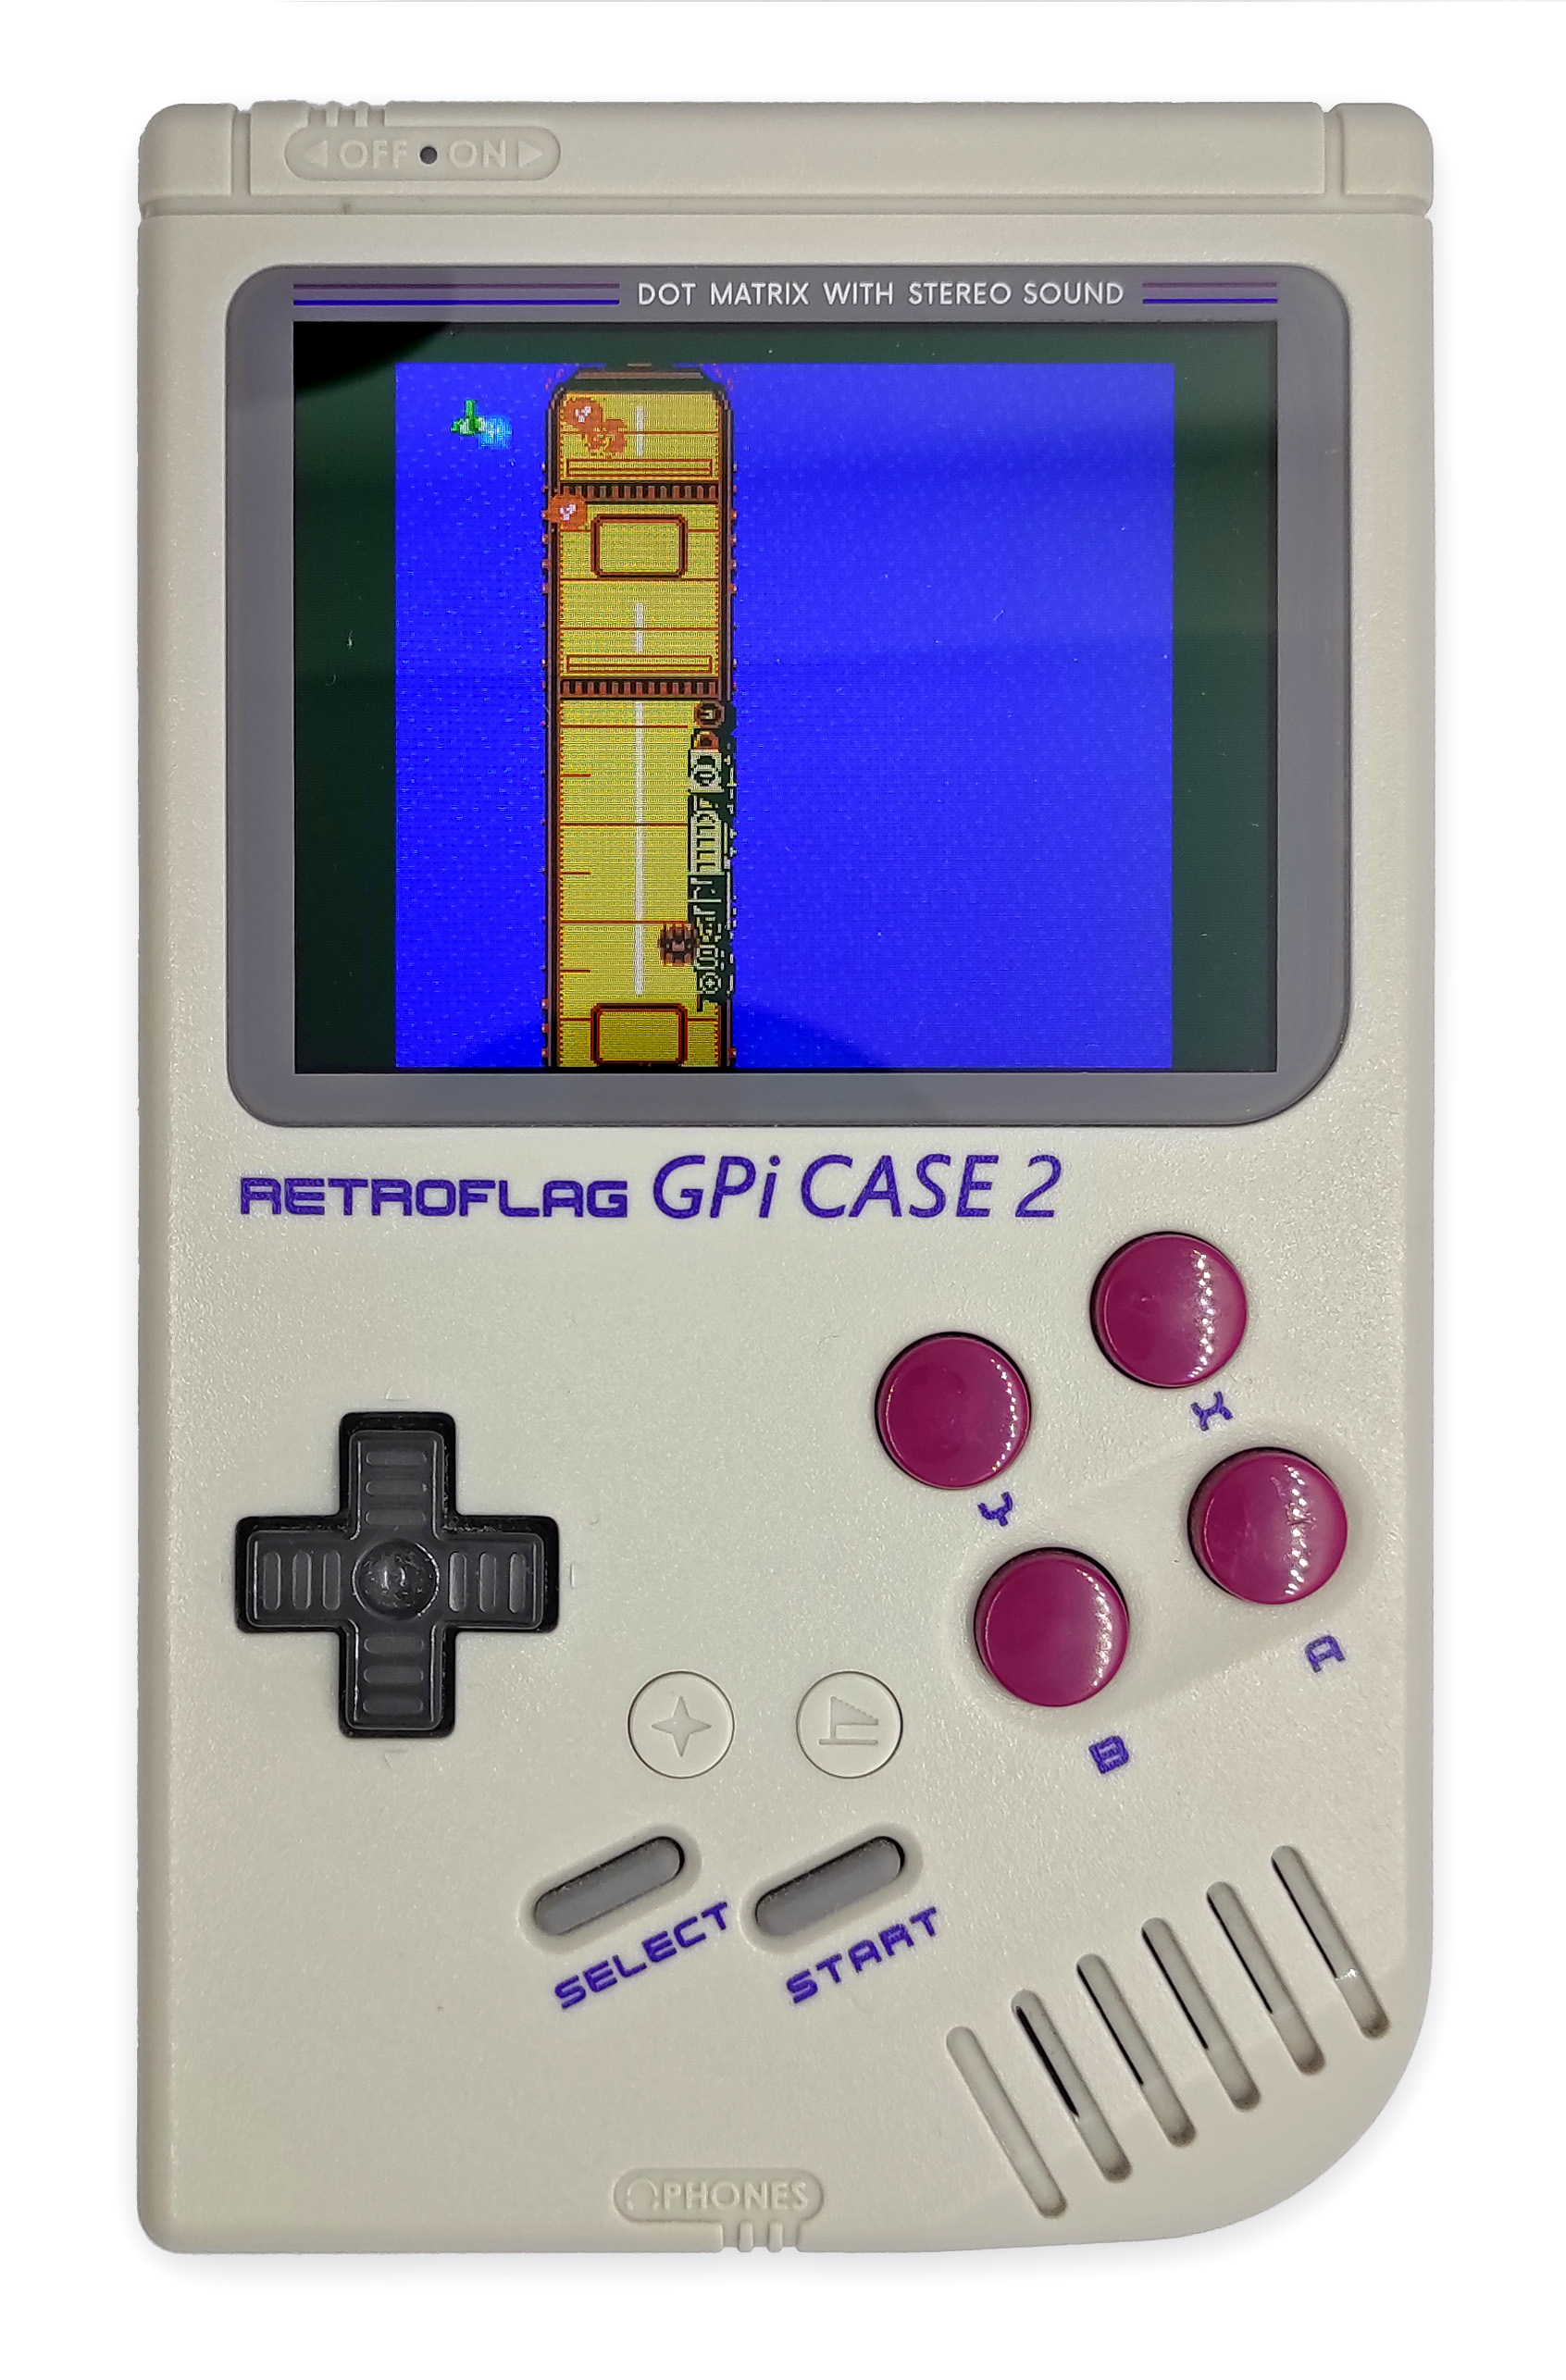 OFF ON
DOT MATRIX WITH STEREO SOUND
RETROFLAG GPi CASE 2
X
Y
A
B
SELECT
START
PHONES